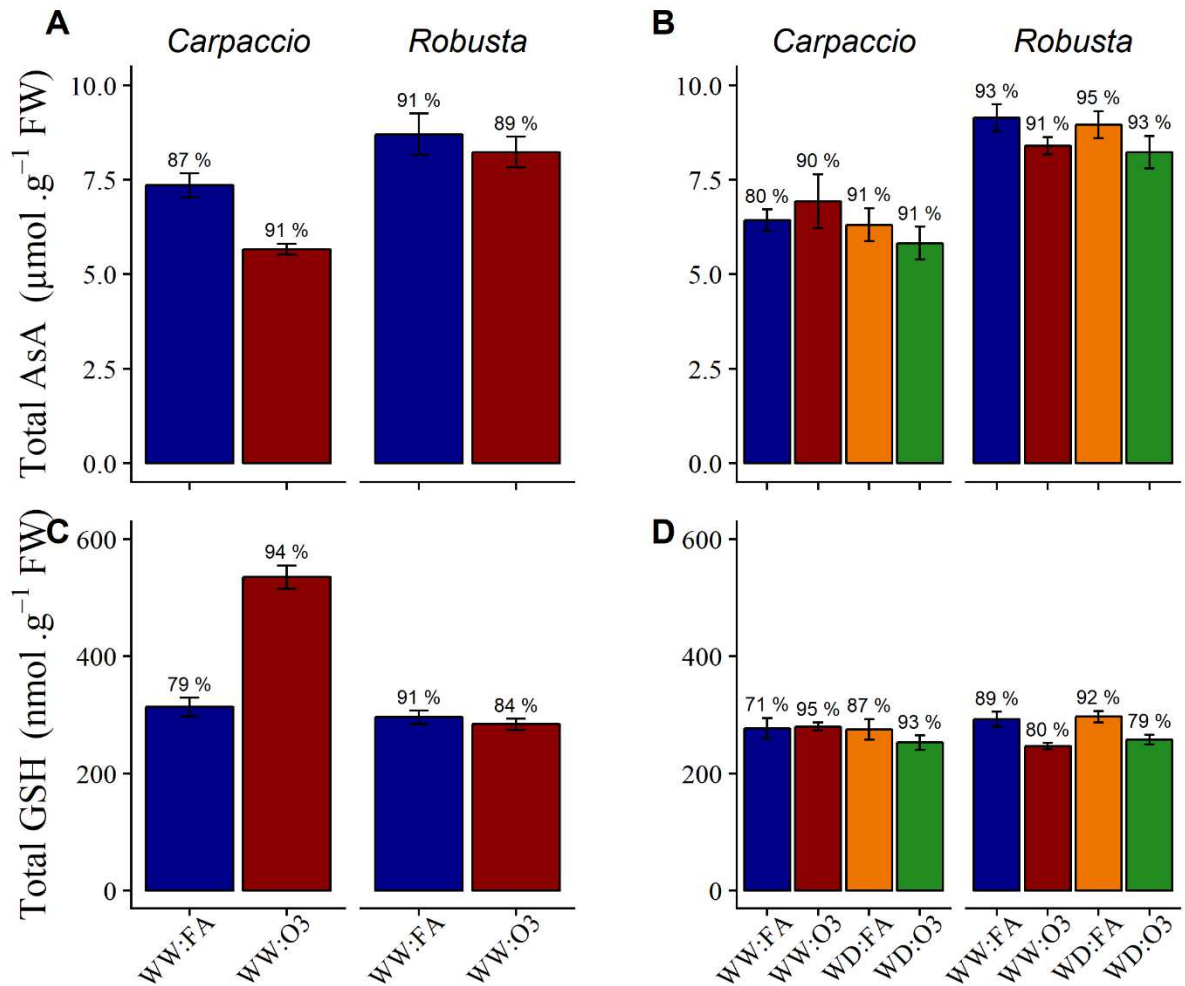 A
Carpaccio Robusta
B
Carpaccio Robusta
Total AsA (μmol .g⁻¹ FW)
10.0
7.5
5.0
2.5
0.0
87 %
91 %
91 %
89 %
10.0
7.5
5.0
2.5
0.0
80 %
90 %
91 %
91 %
93 %
91 %
95 %
93 %
C
Total GSH (nmol .g⁻¹ FW)
600
400
200
0
79 %
94 %
91 %
84 %
WW:FA
WW:O3
WW:FA
WW:O3
D
600
400
200
0
71 %
95 %
87 %
93 %
89 %
80 %
92 %
79 %
WW:FA
WW:O3
WD:FA
WD:O3
WW:FA
WW:O3
WD:FA
WD:O3